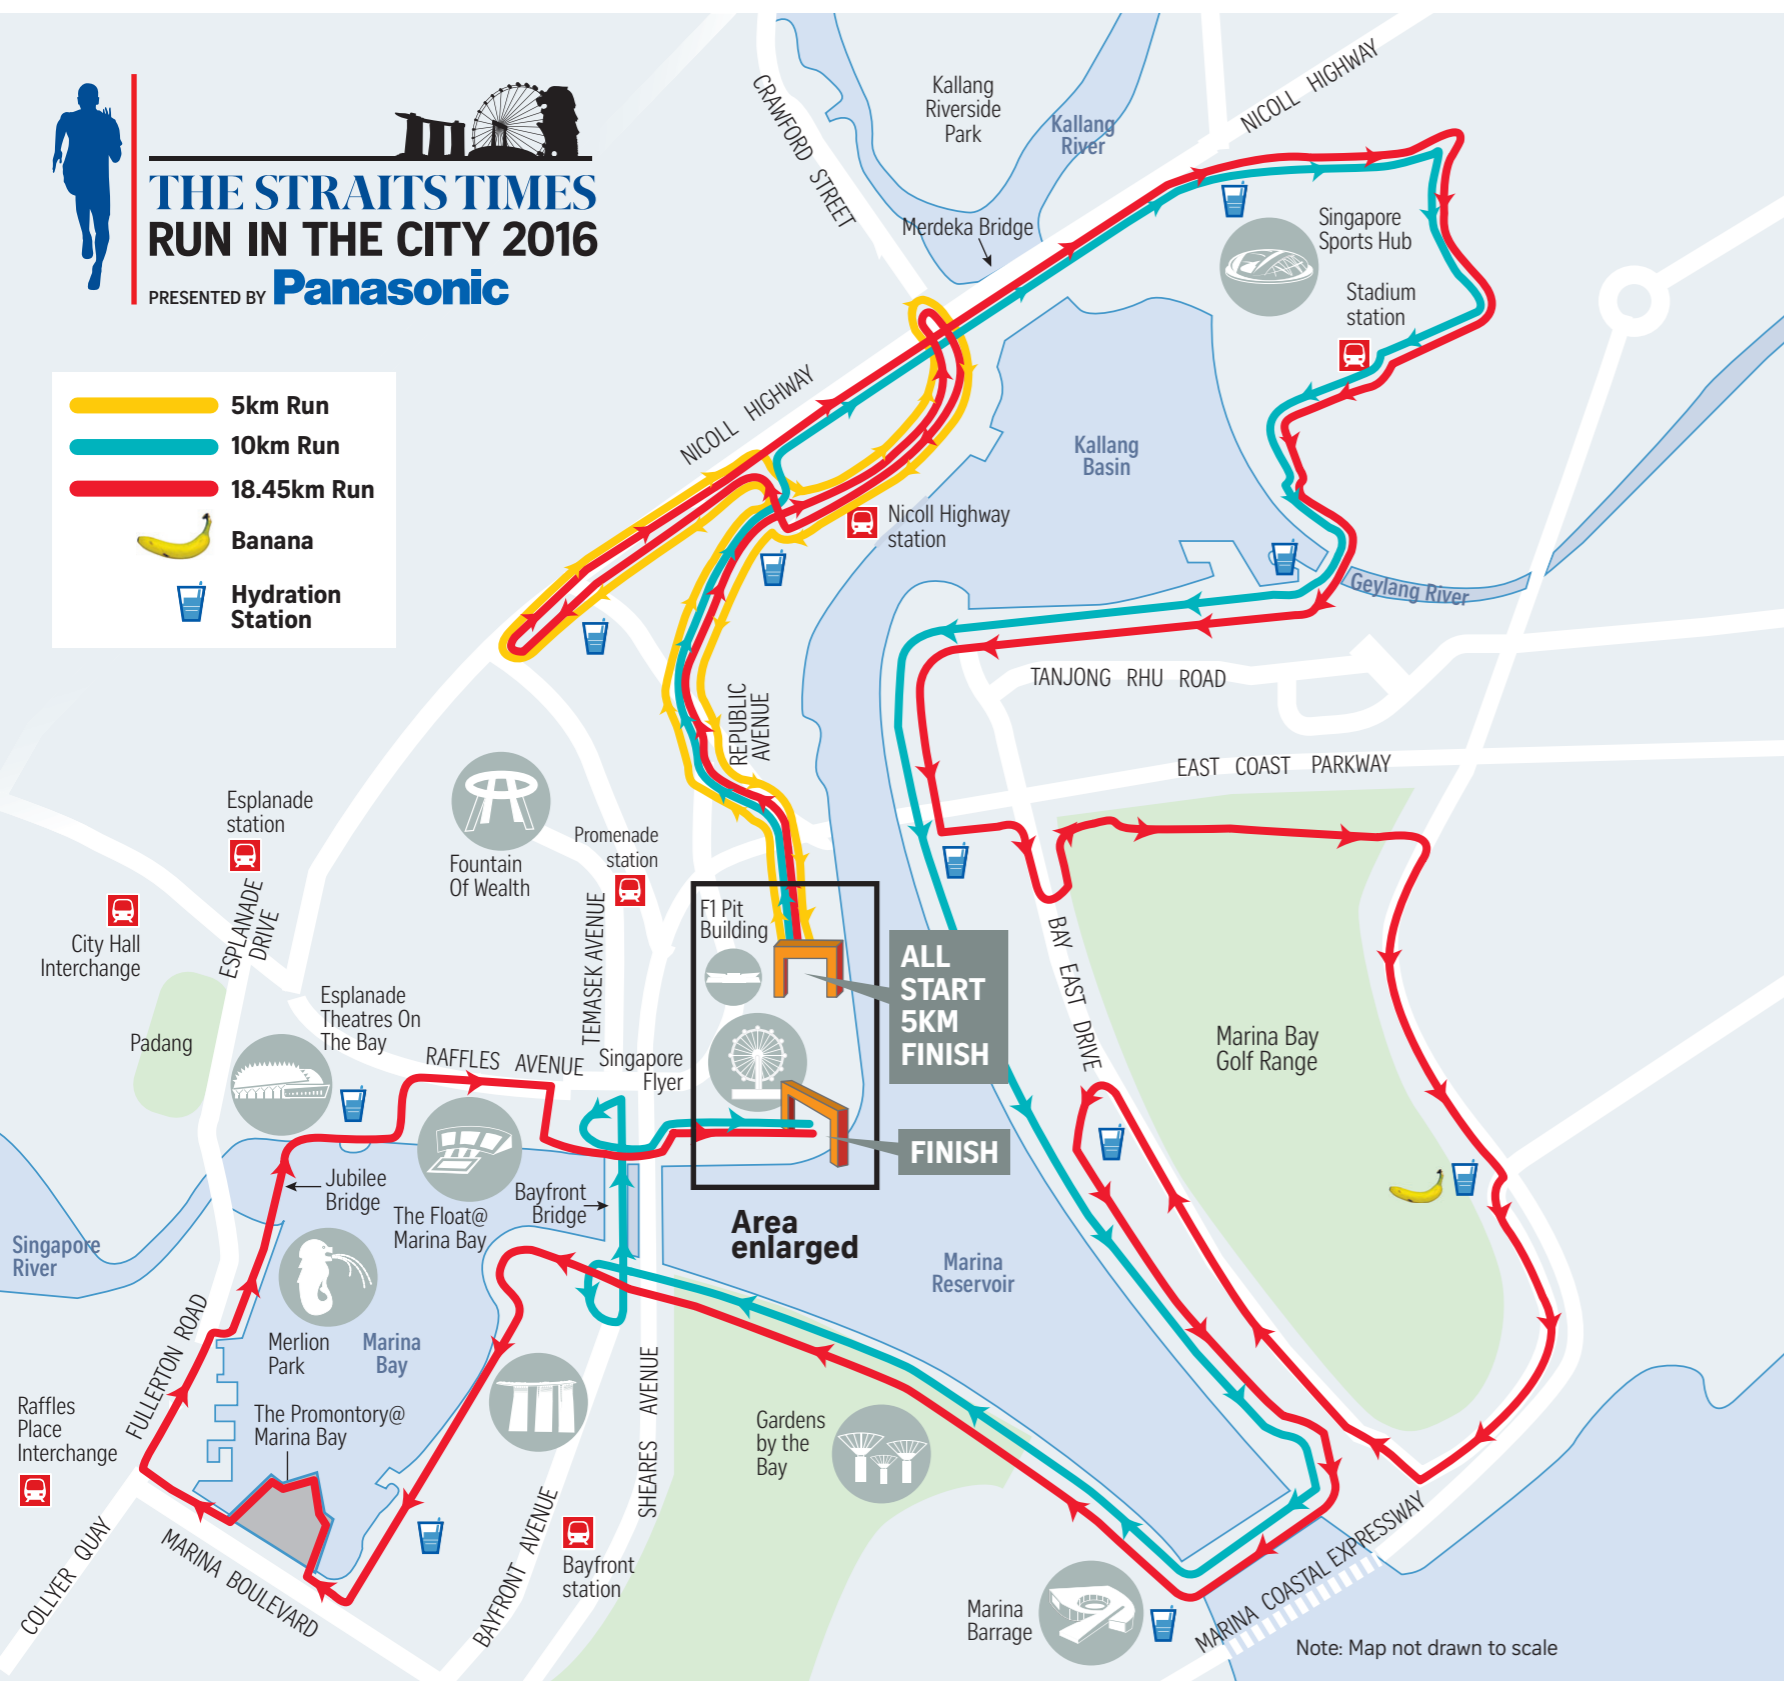 THE STRAITS TIMES
RUN IN THE CITY 2016
PRESENTED BY Panasonic
5km Run
10km Run
18.45km Run
Banana
Hydration
Station
CRAWFORD STREET
Kallang
Riverside
Park
Kallang
River
NICOLL HIGHWAY
Merdeka Bridge
Singapore
Sports Hub
Stadium
station
NICOLL HIGHWAY
Kallang
Basin
Nicoll Highway
station
Geylang River
TANJONG RHU ROAD
REPUBLIC
AVENUE
EAST COAST PARKWAY
Esplanade
station
Fountain
Of Wealth
Promenade
station
City Hall
Interchange
ESPLANADE
DRIVE
TEMASEK AVENUE
F1 Pit
Building
ALL
START
5KM
FINISH
BAY EAST DRIVE
Padang
Esplanade
Theatres On
The Bay
RAFFLES AVENUE
Singapore
Flyer
Marina Bay
Golf Range
FINISH
Jubilee
Bridge
The Float@
Marina Bay
Bayfront
Bridge
Area
enlarged
Singapore
River
Marina
Reservoir
FULLERTON ROAD
Merlion
Park
Marina
Bay
Raffles
Place
Interchange
The Promontory@
Marina Bay
SHEARES AVENUE
Gardens
by the
Bay
COLLYER QUAY
MARINA BOULEVARD
BAYFRONT AVENUE
Bayfront
station
Marina
Barrage
MARINA COASTAL EXPRESSWAY
Note: Map not drawn to scale